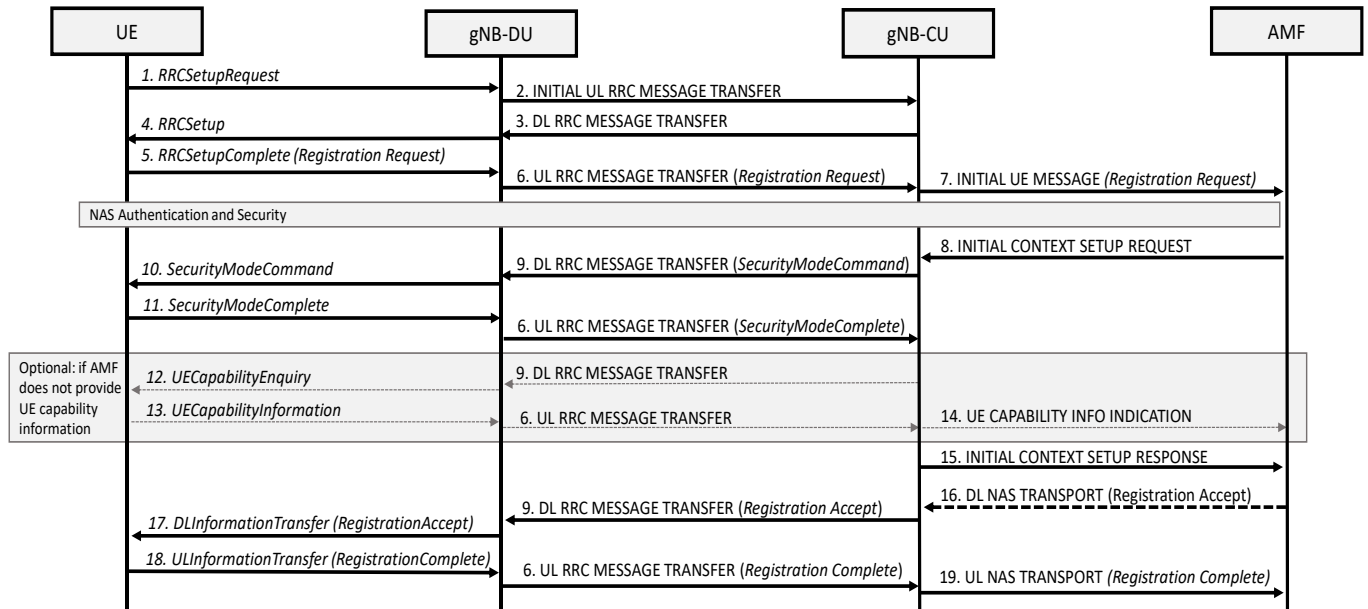 UE
gNB-DU
gNB-CU
AMF
1. RRCSetupRequest
2. INITIAL UL RRC MESSAGE TRANSFER
3. DL RRC MESSAGE TRANSFER
4. RRCSetup
5. RRCSetupComplete (Registration Request)
6. UL RRC MESSAGE TRANSFER (Registration Request)
7. INITIAL UE MESSAGE (Registration Request)
NAS Authentication and Security
8. INITIAL CONTEXT SETUP REQUEST
9. DL RRC MESSAGE TRANSFER (SecurityModeCommand)
10. SecurityModeCommand
11. SecurityModeComplete
6. UL RRC MESSAGE TRANSFER (SecurityModeComplete)
Optional: if AMF
does not provide
UE capability
information
9. DL RRC MESSAGE TRANSFER
12. UECapabilityEnquiry
13. UECapabilityInformation
6. UL RRC MESSAGE TRANSFER
14. UE CAPABILITY INFO INDICATION
15. INITIAL CONTEXT SETUP RESPONSE
16. DL NAS TRANSPORT (Registration Accept)
9. DL RRC MESSAGE TRANSFER (Registration Accept)
17. DLInformationTransfer (RegistrationAccept)
18. ULInformationTransfer (RegistrationComplete)
6. UL RRC MESSAGE TRANSFER (Registration Complete)
19. UL NAS TRANSPORT (Registration Complete)